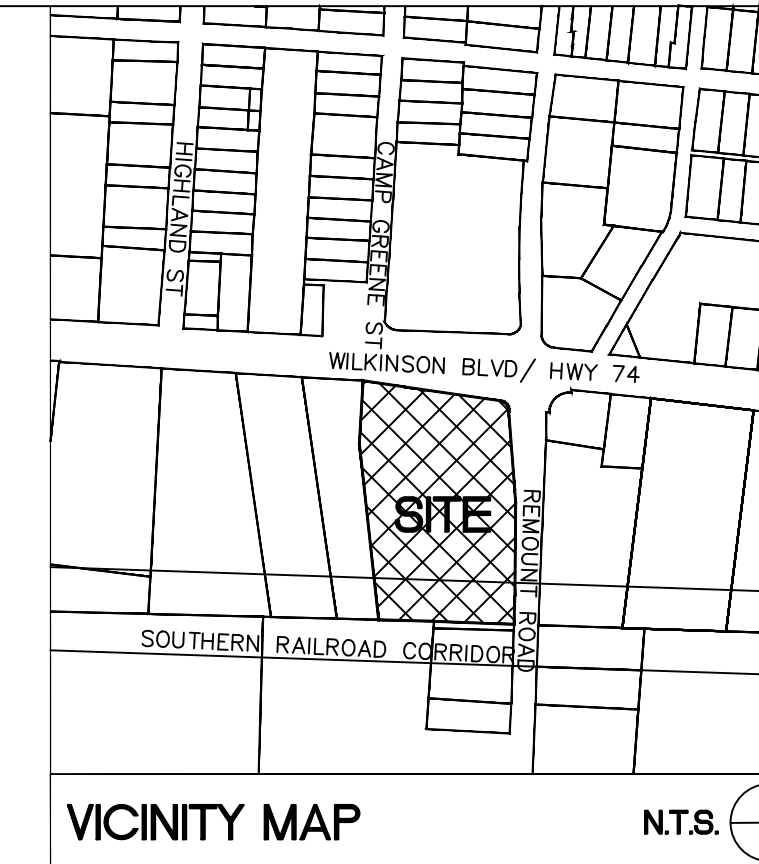 HIGHLAND ST
CAMP GREENE ST
WILKINSON BLVD/ HWY 74
SITE
REMOUNT ROAD
SOUTHERN RAILROAD CORRIDOR
VICINITY MAP
N.T.S.